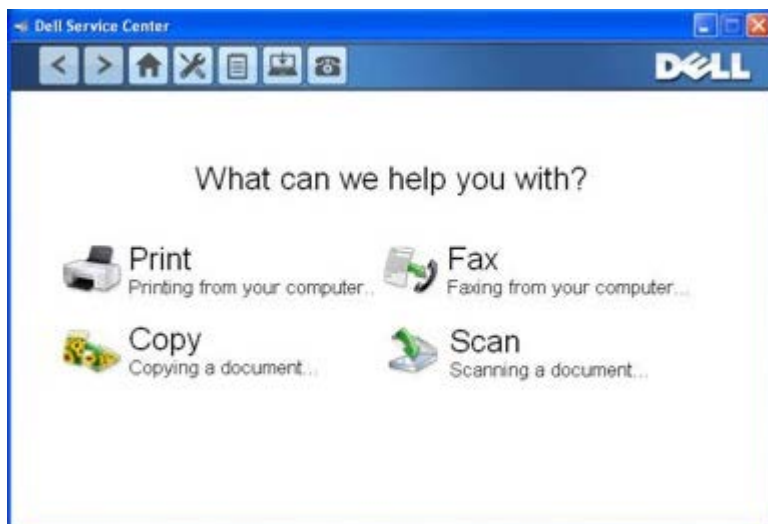 Dell Service Center
DELL
What can we help you with?
Print
Printing from your computer..
Fax
Faxing from your computer...
Copy
Copying a document...
Scan
Scanning a document...